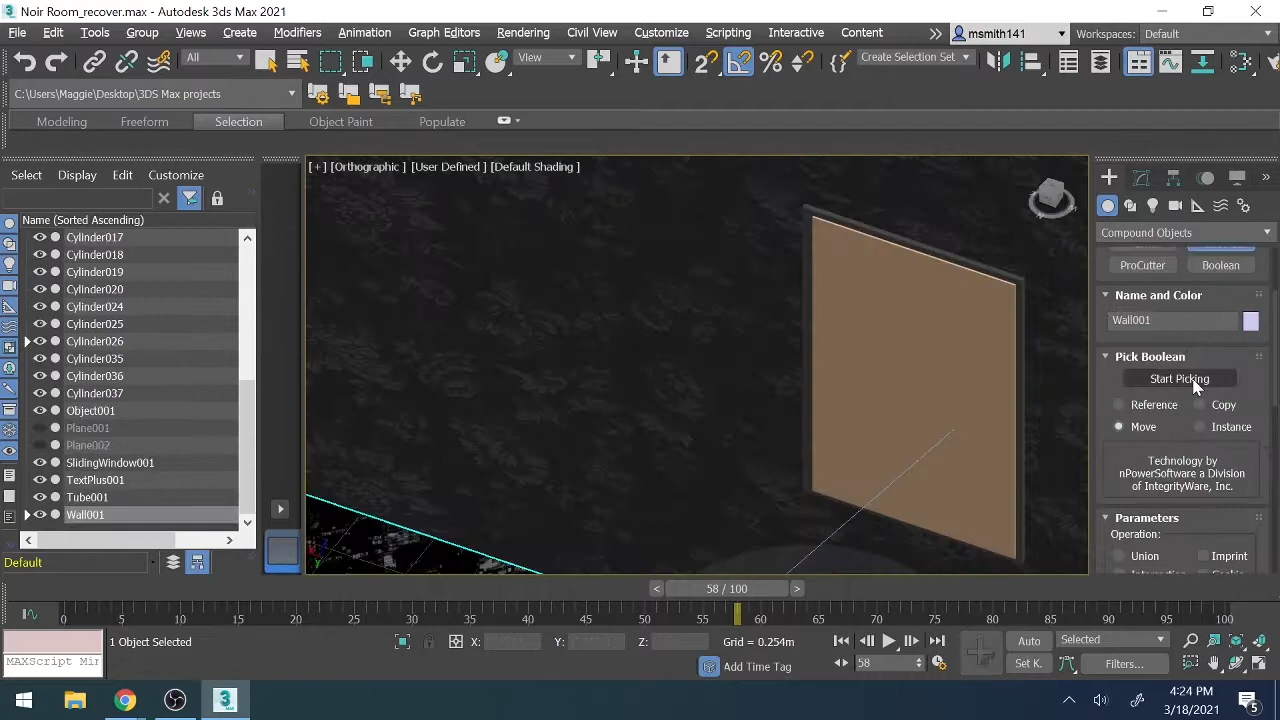 Noir Room_recover.max - Autodesk 3ds Max 2021
File Edit Tools Group Views Create Modifiers Animation Graph Editors Rendering Civil View Customize Scripting Interactive Content msmith141 Workspaces: Default
All View Create Selection Set
C:\Users\Maggie\Desktop\3DS Max projects
Modeling Freeform Selection Object Paint Populate
Select Display Edit Customize
[+] [Orthographic ] [User Defined ] [Default Shading ]
Name (Sorted Ascending)
Cylinder017
Cylinder018
Cylinder019
Cylinder020
Cylinder024
Cylinder025
Cylinder026
Cylinder035
Cylinder036
Cylinder037
Object001
Plane001
Plane002
SlidingWindow001
TextPlus001
Tube001
Wall001
Default
Compound Objects
ProCutter Boolean
Name and Color
Wall001
Pick Boolean
Start Picking
Reference Copy
Move Instance
Technology by
nPowerSoftware a Division
of IntegrityWare, Inc.
Parameters
Operation:
Union Imprint
58 / 100
0 5 10 15 20 25 30 35 40 45 50 55 60 65 70 75 80 85 90 95 100
1 Object Selected X: Y: Z: Grid = 0.254m Auto Selected
MAXScript Min Add Time Tag 58 Set K. Filters...
4:24 PM
3/18/2021
5